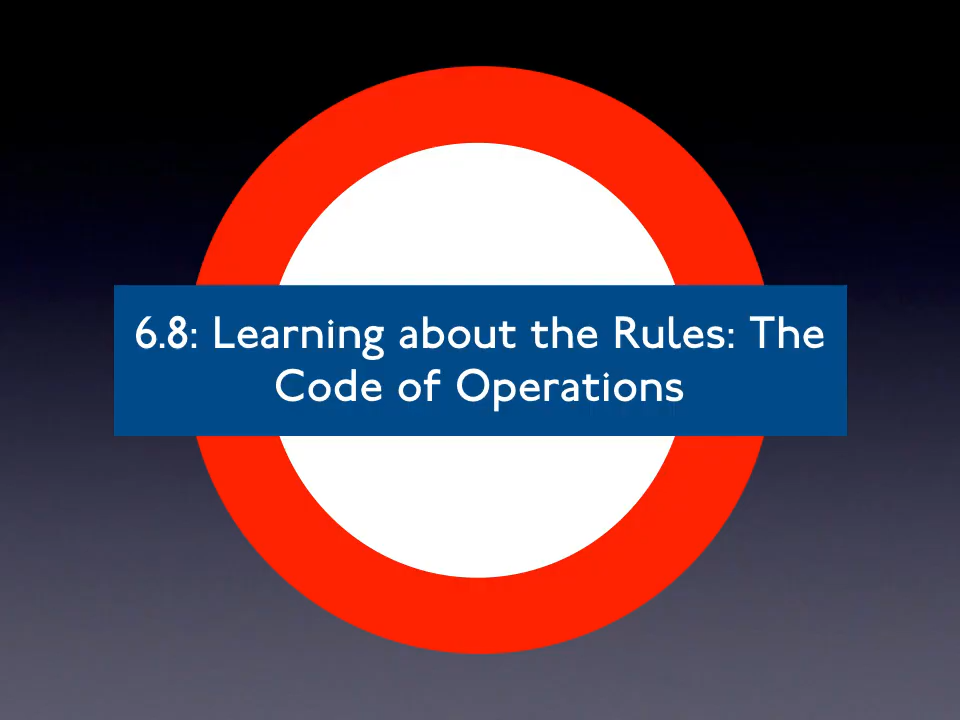 6.8: Learning about the Rules: The
Code of Operations